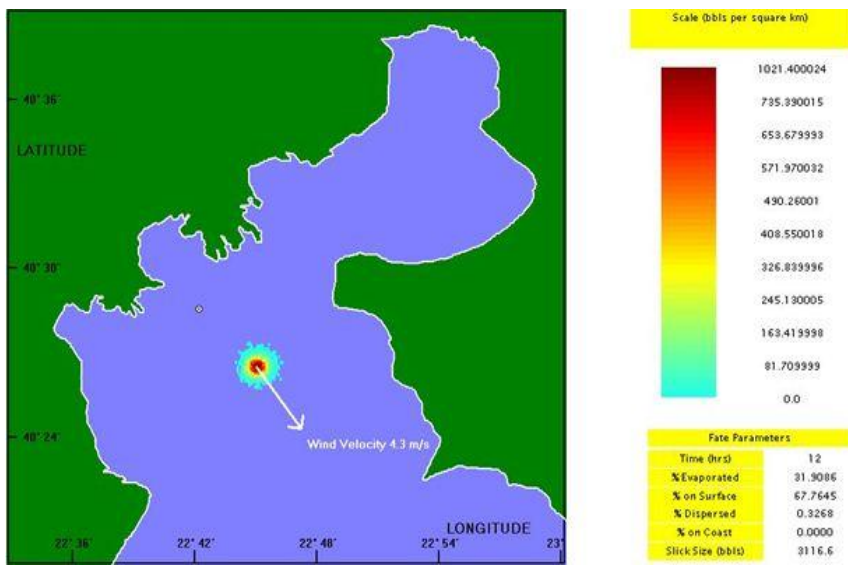 40° 36′
LATITUDE
40° 30′
40° 24′
Wind Velocity 4.3 m/s
LONGITUDE
22° 36′
22° 42′
22° 48′
22° 54′
23°
Scale (bbls per square km)
1021.400024
735.390015
653.679993
571.970032
490.26001
408.550018
326.839996
245.130005
163.419998
81.709999
0.0
Fate Parameters
Time (hrs) 12
% Evaporated 31.9086
% on Surface 67.7645
% Dispersed 0.3268
% on Coast 0.0000
Slick Size (bbls) 3116.6